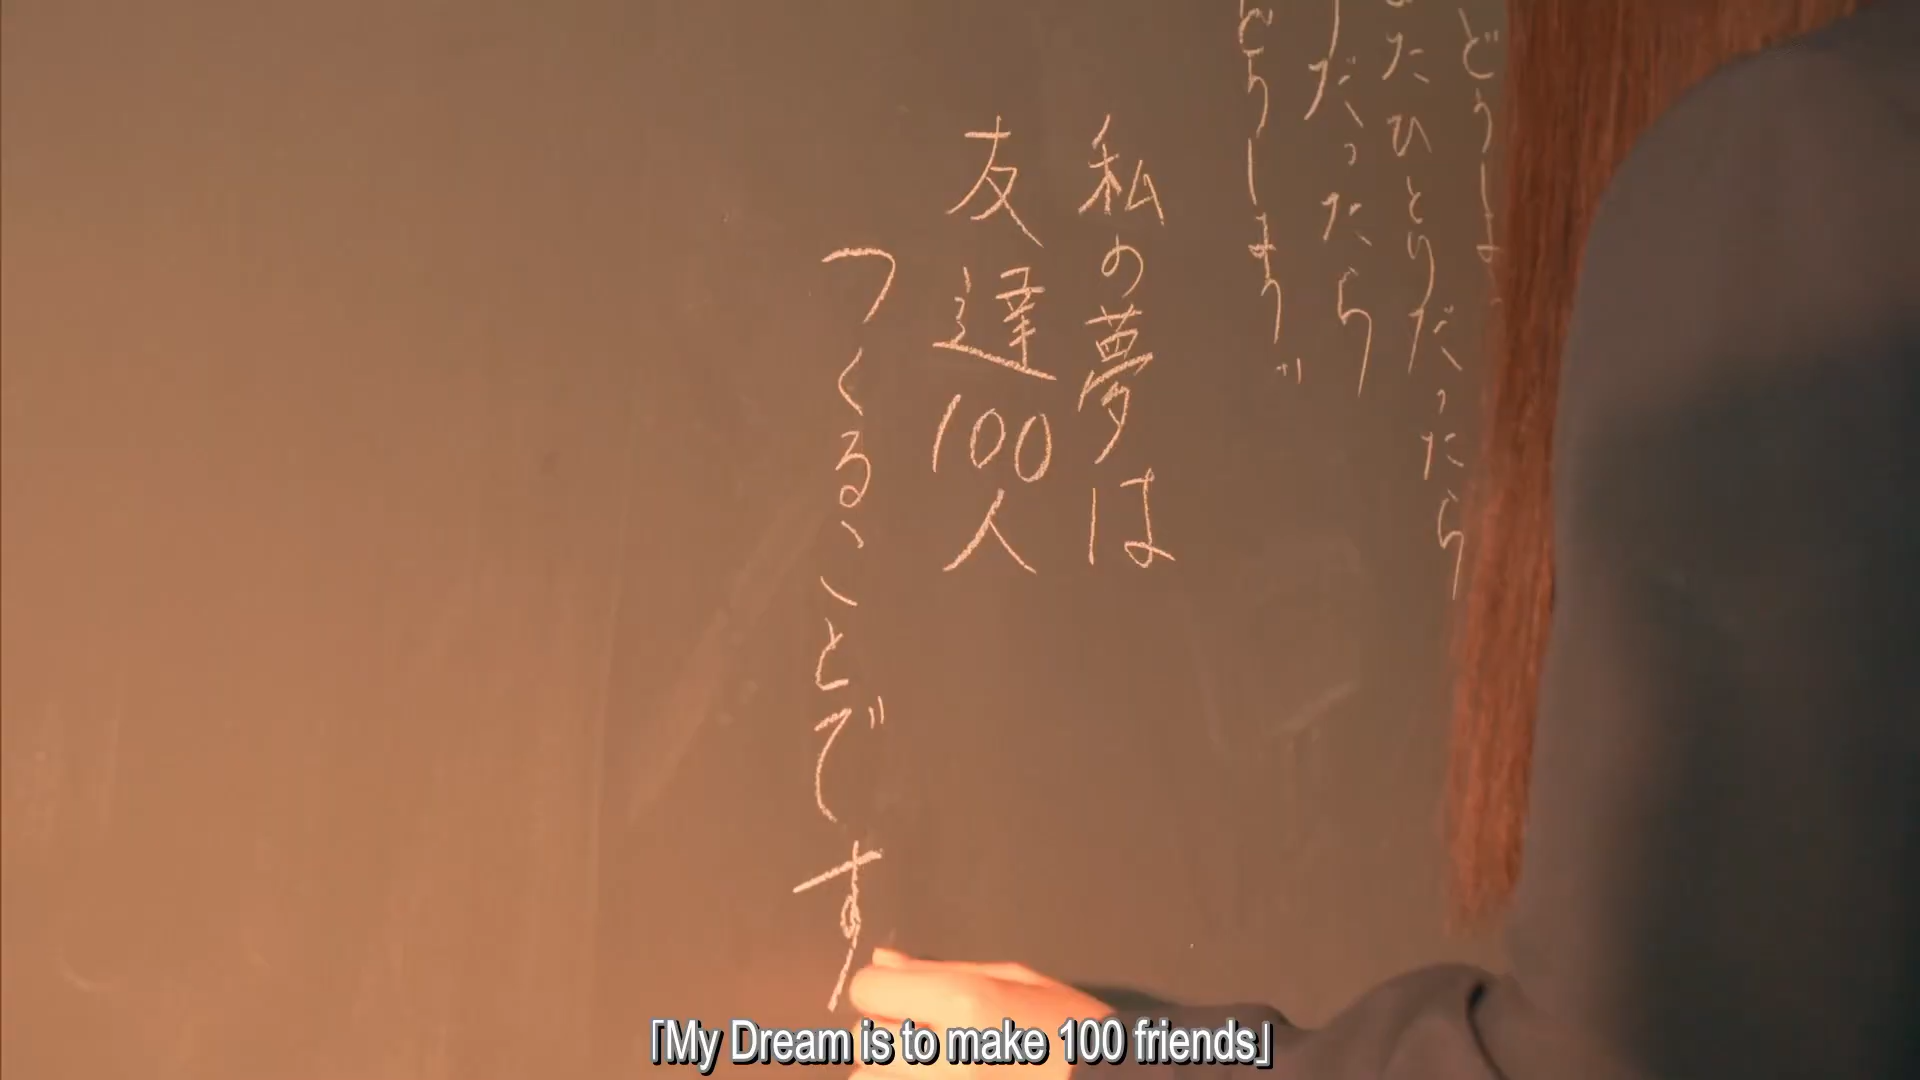 どうしよ
たひとりだったら
だったら
どうしよう〃
私の夢は
友達100人
つくることです
「My Dream is to make 100 friends」